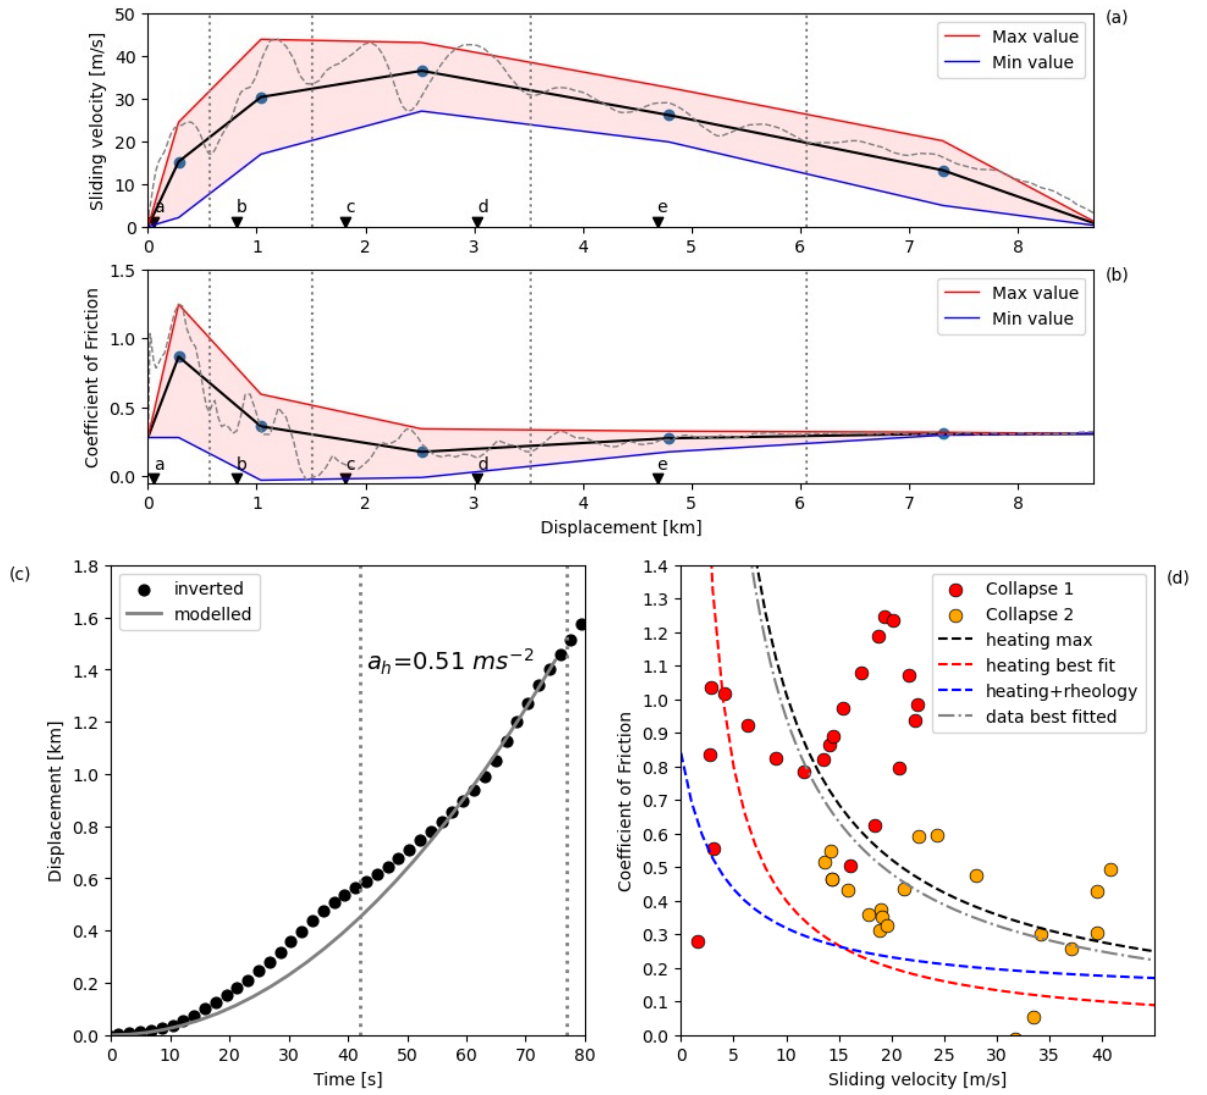 (a)
50
40
30
20
10
0
Sliding velocity [m/s]
Max value
Min value
a b c d e
0 1 2 3 4 5 6 7 8
(b)
1.5
1.0
0.5
0.0
Coefficient of Friction
Max value
Min value
a b c d e
0 1 2 3 4 5 6 7 8
Displacement [km]
(c)
1.8
1.6
1.4
1.2
1.0
0.8
0.6
0.4
0.2
0.0
Displacement [km]
inverted
modelled
a_h=0.51 ms⁻²
0 10 20 30 40 50 60 70 80
Time [s]
(d)
1.4
1.3
1.2
1.1
1.0
0.9
0.8
0.7
0.6
0.5
0.4
0.3
0.2
0.1
0.0
Coefficient of Friction
Collapse 1
Collapse 2
heating max
heating best fit
heating+rheology
data best fitted
0 5 10 15 20 25 30 35 40
Sliding velocity [m/s]